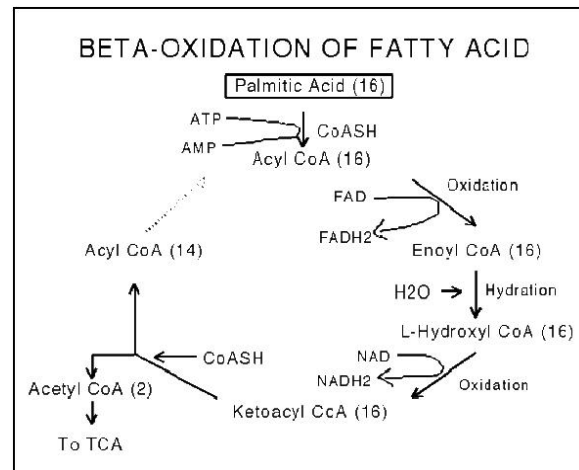 BETA-OXIDATION OF FATTY ACID
Palmitic Acid (16)
ATP
CoASH
AMP
Acyl CoA (16)
FAD
Oxidation
FADH2
Acyl CoA (14)
Enoyl CoA (16)
H2O
Hydration
L-Hydroxyl CoA (16)
CoASH
NAD
NADH2
Oxidation
Acetyl CoA (2)
Ketoacyl CoA (16)
To TCA